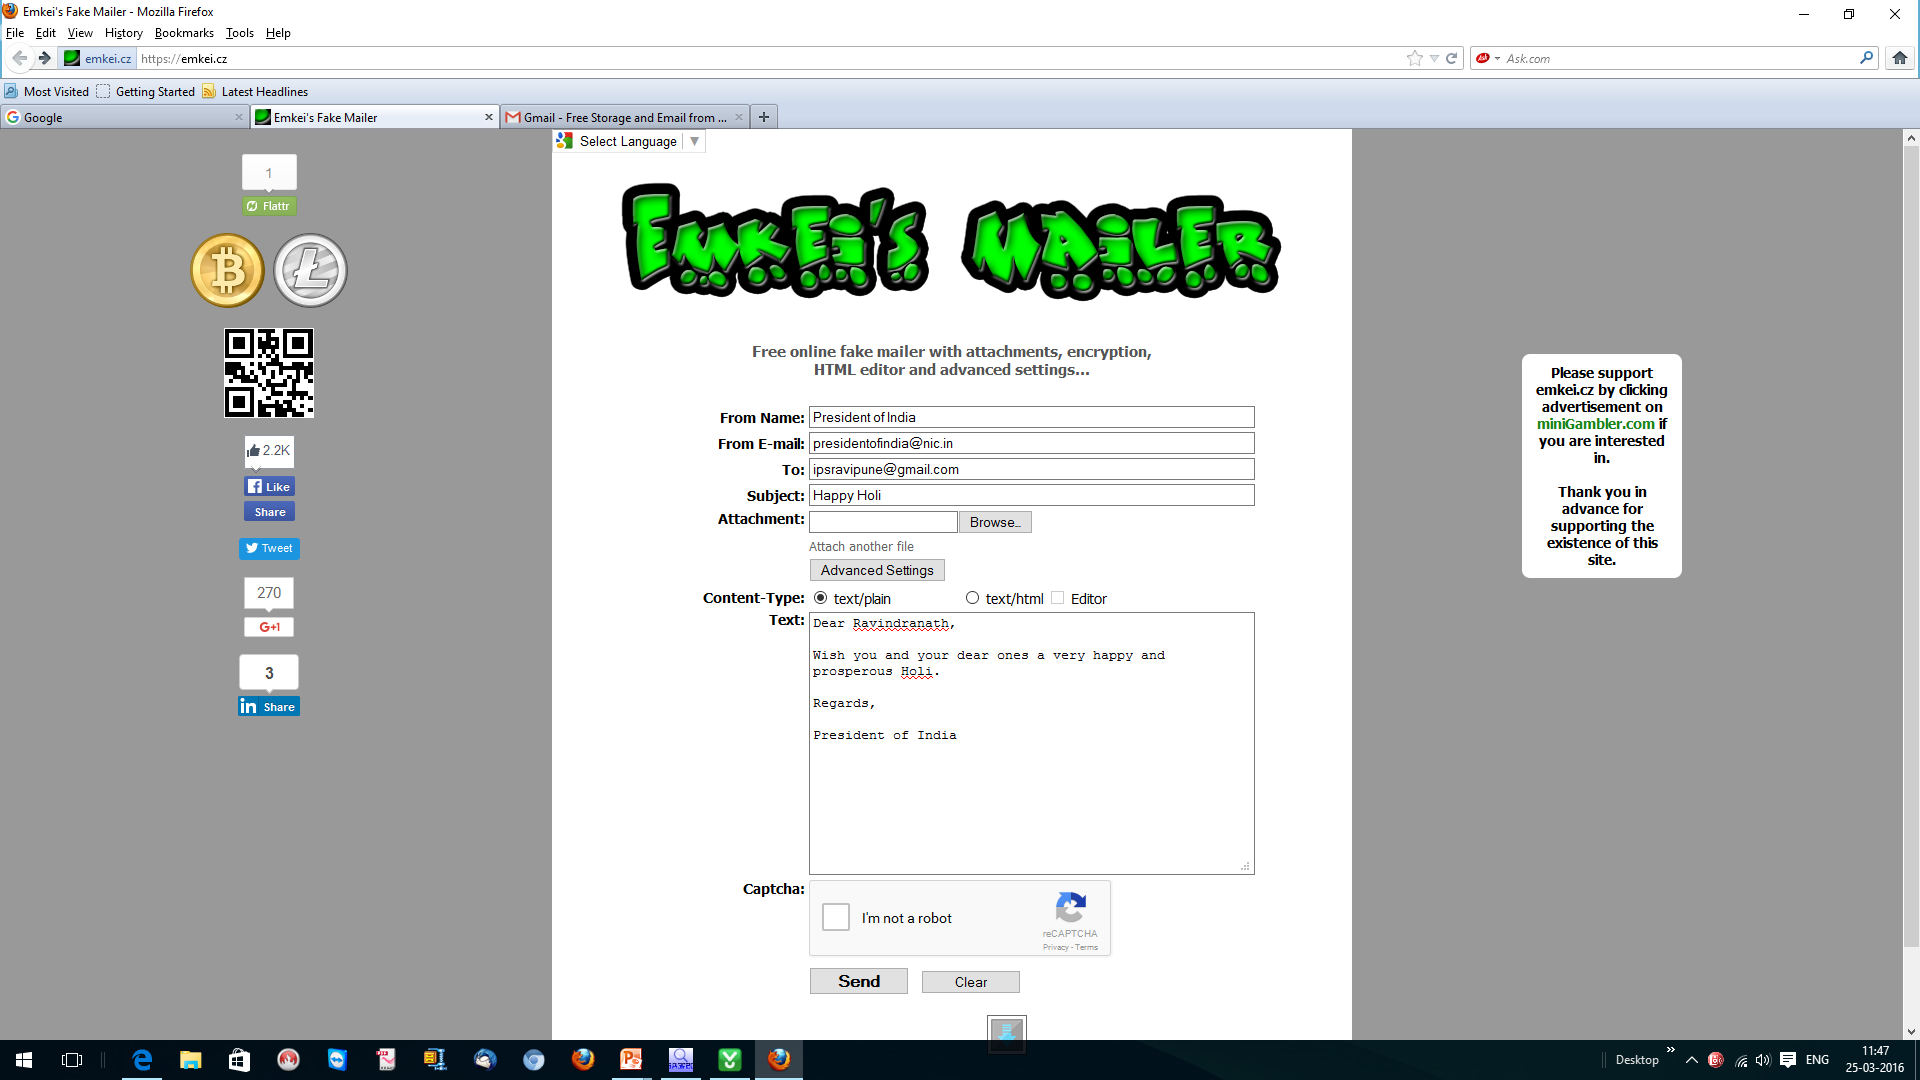 Emkei's Fake Mailer - Mozilla Firefox
File Edit View History Bookmarks Tools Help
emkei.cz https://emkei.cz Ask.com
Most Visited Getting Started Latest Headlines
Google Emkei's Fake Mailer Gmail - Free Storage and Email from ...
Select Language
1
Flattr
EMKEI'S MAILER
Free online fake mailer with attachments, encryption,
HTML editor and advanced settings...
From Name: President of India
From E-mail: presidentofindia@nic.in
To: ipsravipune@gmail.com
Subject: Happy Holi
Attachment: Browse...
Attach another file
Advanced Settings
Content-Type: text/plain text/html Editor
Text: Dear Ravindranath,
Wish you and your dear ones a very happy and
prosperous Holi.
Regards,
President of India
Captcha: I'm not a robot
reCAPTCHA
Privacy - Terms
Send Clear
2.2K
Like
Share
Tweet
270
G+1
3
in Share
Please support
emkei.cz by clicking
advertisement on
miniGambler.com if
you are interested
in.
Thank you in
advance for
supporting the
existence of this
site.
Desktop ENG
11:47
25-03-2016